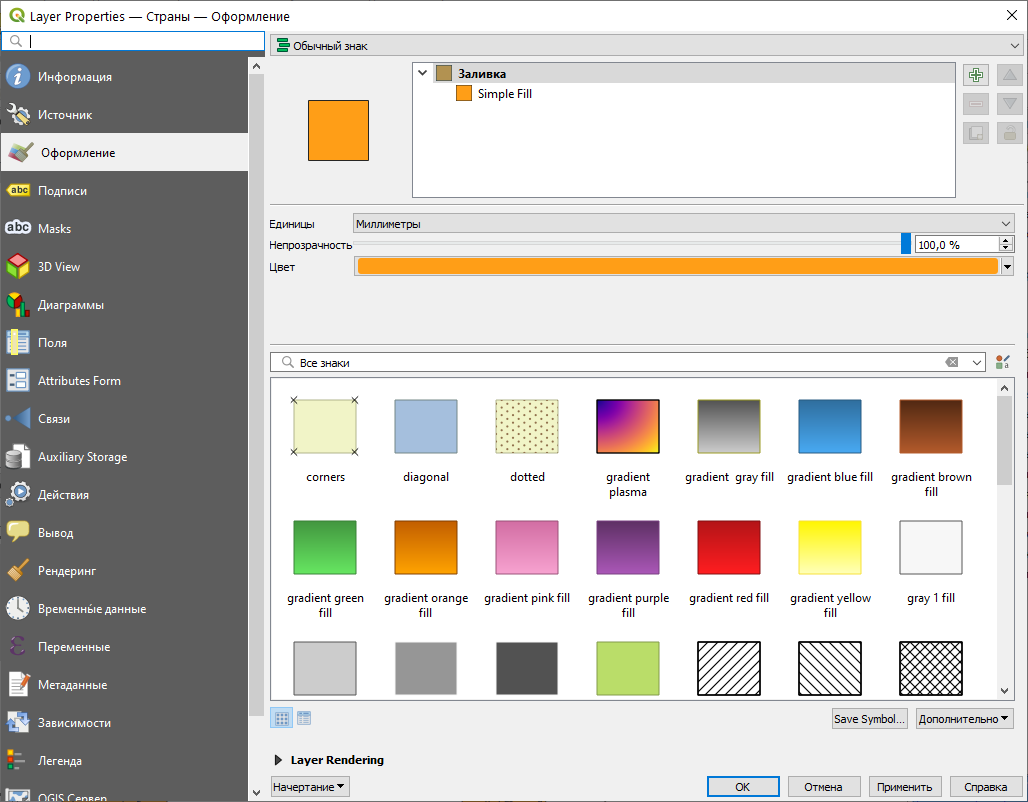 Layer Properties — Страны — Оформление
Обычный знак
Информация
Источник
Оформление
Подписи
Masks
3D View
Диаграммы
Поля
Attributes Form
Связи
Auxiliary Storage
Действия
Вывод
Рендеринг
Временны́е данные
Переменные
Метаданные
Зависимости
Легенда
QGIS Сервер
Заливка
Simple Fill
Единицы
Миллиметры
Непрозрачность
100,0 %
Цвет
Все знаки
corners
diagonal
dotted
gradient
plasma
gradient gray fill
gradient blue fill
gradient brown
fill
gradient green
fill
gradient orange
fill
gradient pink fill
gradient purple
fill
gradient red fill
gradient yellow
fill
gray 1 fill
Save Symbol...
Дополнительно
Layer Rendering
Начертание
OK
Отмена
Применить
Справка